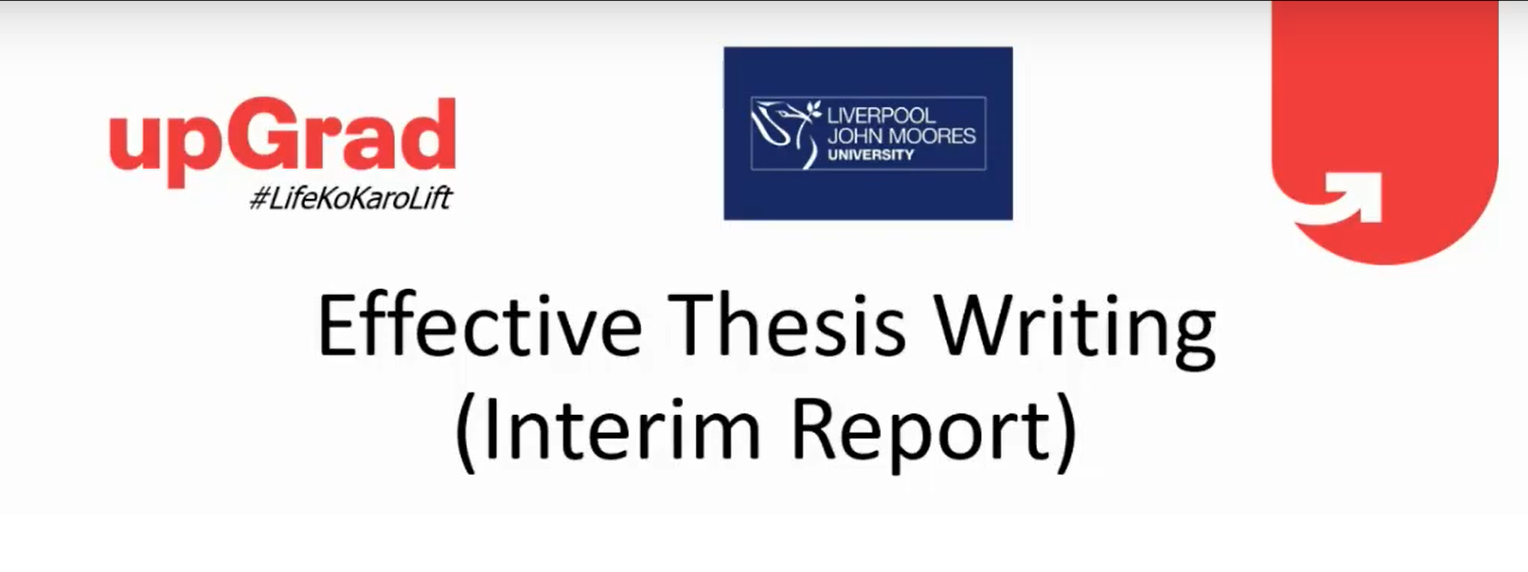 upGrad
#LifeKoKaroLift
LIVERPOOL
JOHN MOORES
UNIVERSITY
Effective Thesis Writing
(Interim Report)